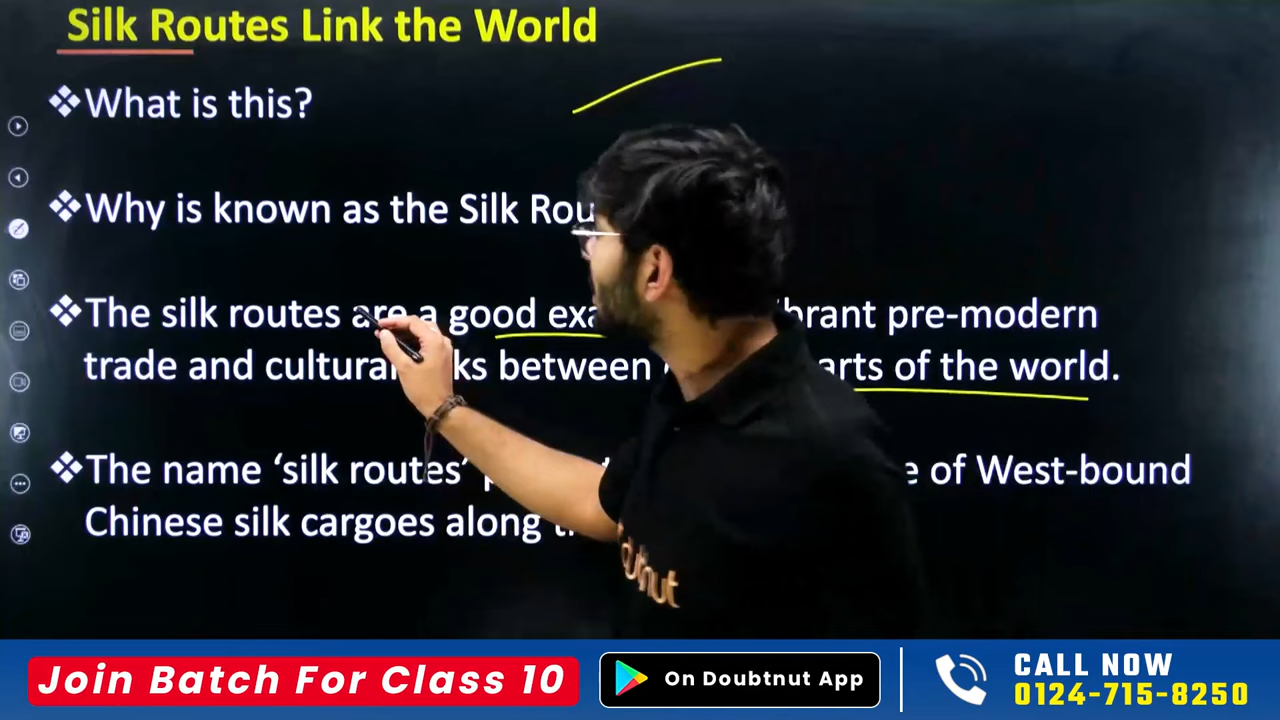 Silk Routes Link the World
❖What is this?
❖Why is known as the Silk Rou
❖The silk routes are a good exa brant pre-modern
trade and cultura ks between arts of the world.
❖The name ‘silk routes’ e of West-bound
Chinese silk cargoes along
utnut
Join Batch For Class 10
On Doubtnut App
CALL NOW
0124-715-8250